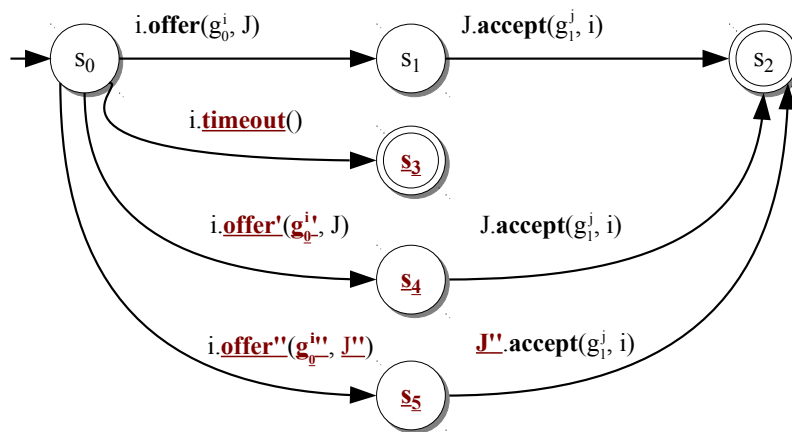 i.offer(g₀ⁱ, J) J.accept(g₁ʲ, i)
s₀ s₁ s₂
i.timeout()
s₃
i.offer'(g₀ⁱ', J) J.accept(g₁ʲ, i)
s₄
i.offer''(g₀ⁱ'', J'') J''.accept(g₁ʲ, i)
s₅